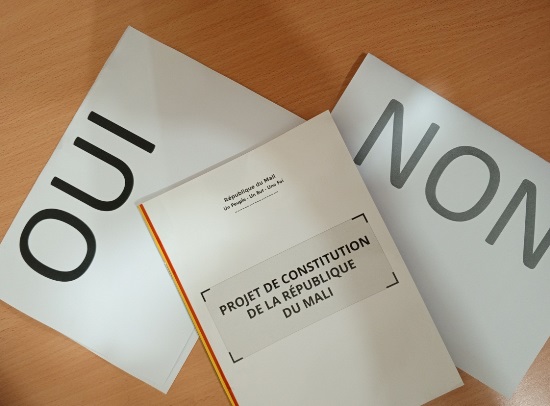 OUI
NON
République du Mali
Un Peuple - Un But - Une Foi
PROJET DE CONSTITUTION
DE LA RÉPUBLIQUE
DU MALI